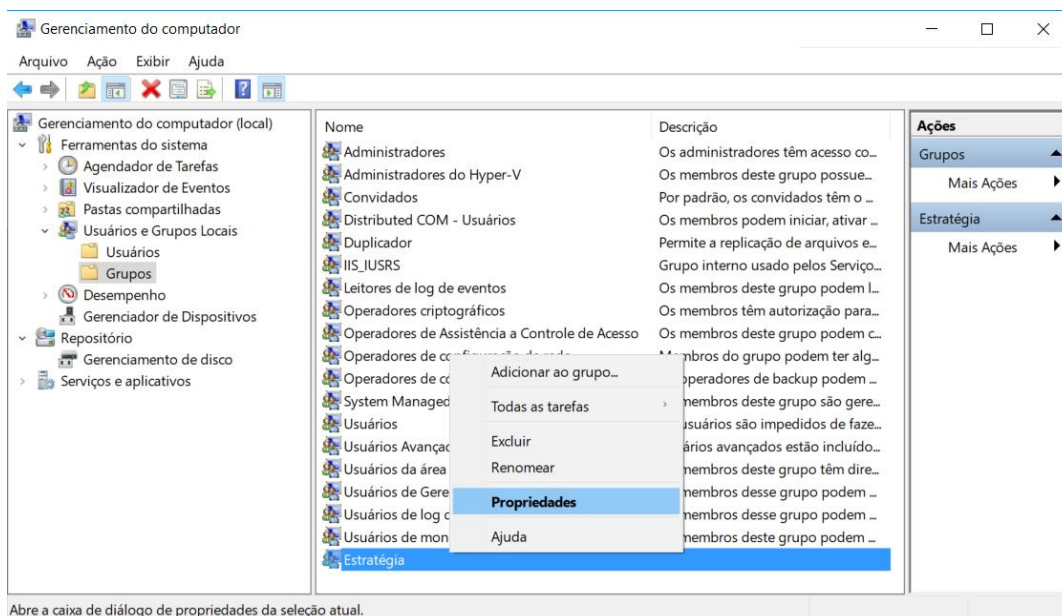 Gerenciamento do computador
Arquivo Ação Exibir Ajuda
Gerenciamento do computador (local)
Ferramentas do sistema
Agendador de Tarefas
Visualizador de Eventos
Pastas compartilhadas
Usuários e Grupos Locais
Usuários
Grupos
Desempenho
Gerenciador de Dispositivos
Repositório
Gerenciamento de disco
Serviços e aplicativos
Nome Descrição
Administradores Os administradores têm acesso co...
Administradores do Hyper-V Os membros deste grupo possue...
Convidados Por padrão, os convidados têm o ...
Distributed COM - Usuários Os membros podem iniciar, ativar ...
Duplicador Permite a replicação de arquivos e...
IIS_IUSRS Grupo interno usado pelos Serviço...
Leitores de log de eventos Os membros deste grupo podem l...
Operadores criptográficos Os membros têm autorização para...
Operadores de Assistência a Controle de Acesso Os membros deste grupo podem c...
Operadores de configuração de rede Membros do grupo podem ter alg...
Operadores de có operadores de backup podem ...
System Managed membros deste grupo são gere...
Usuários usuários são impedidos de faze...
Usuários Avançad ários avançados estão incluído...
Usuários da área membros deste grupo têm dire...
Usuários de Gere membros desse grupo podem ...
Usuários de log d membros desse grupo podem ...
Usuários de mon membros deste grupo podem ...
Estratégia
Adicionar ao grupo...
Todas as tarefas
Excluir
Renomear
Propriedades
Ajuda
Ações
Grupos
Mais Ações
Estratégia
Mais Ações
Abre a caixa de diálogo de propriedades da seleção atual.